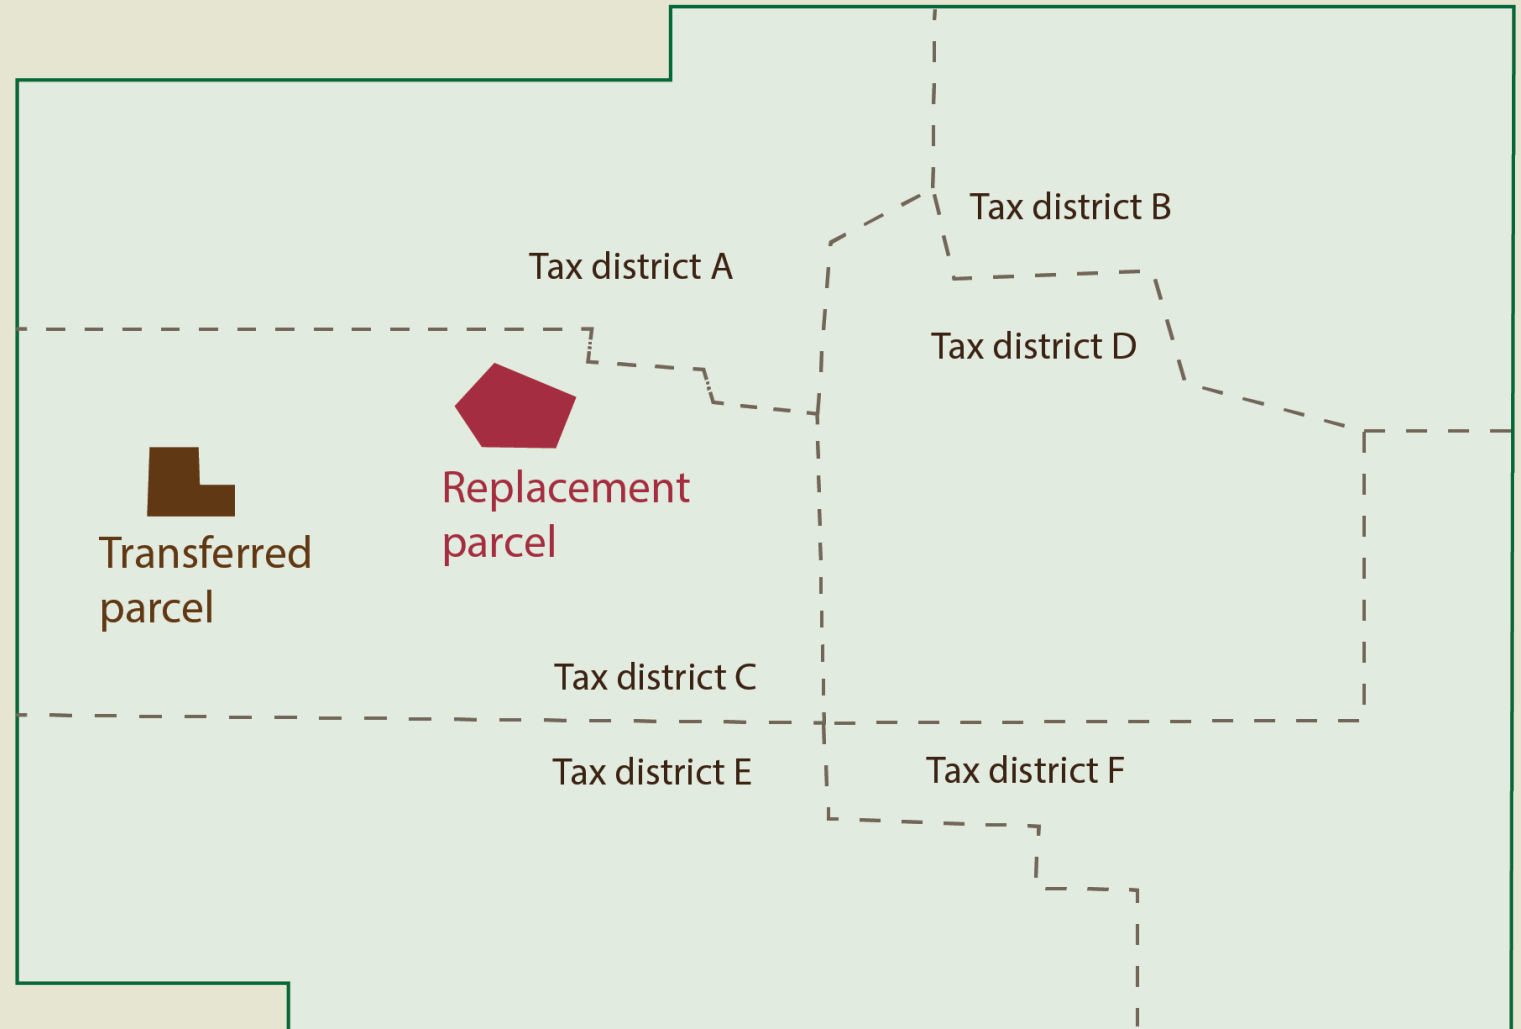 Tax district B
Tax district A
Tax district D
Replacement
parcel
Transferred
parcel
Tax district C
Tax district E
Tax district F